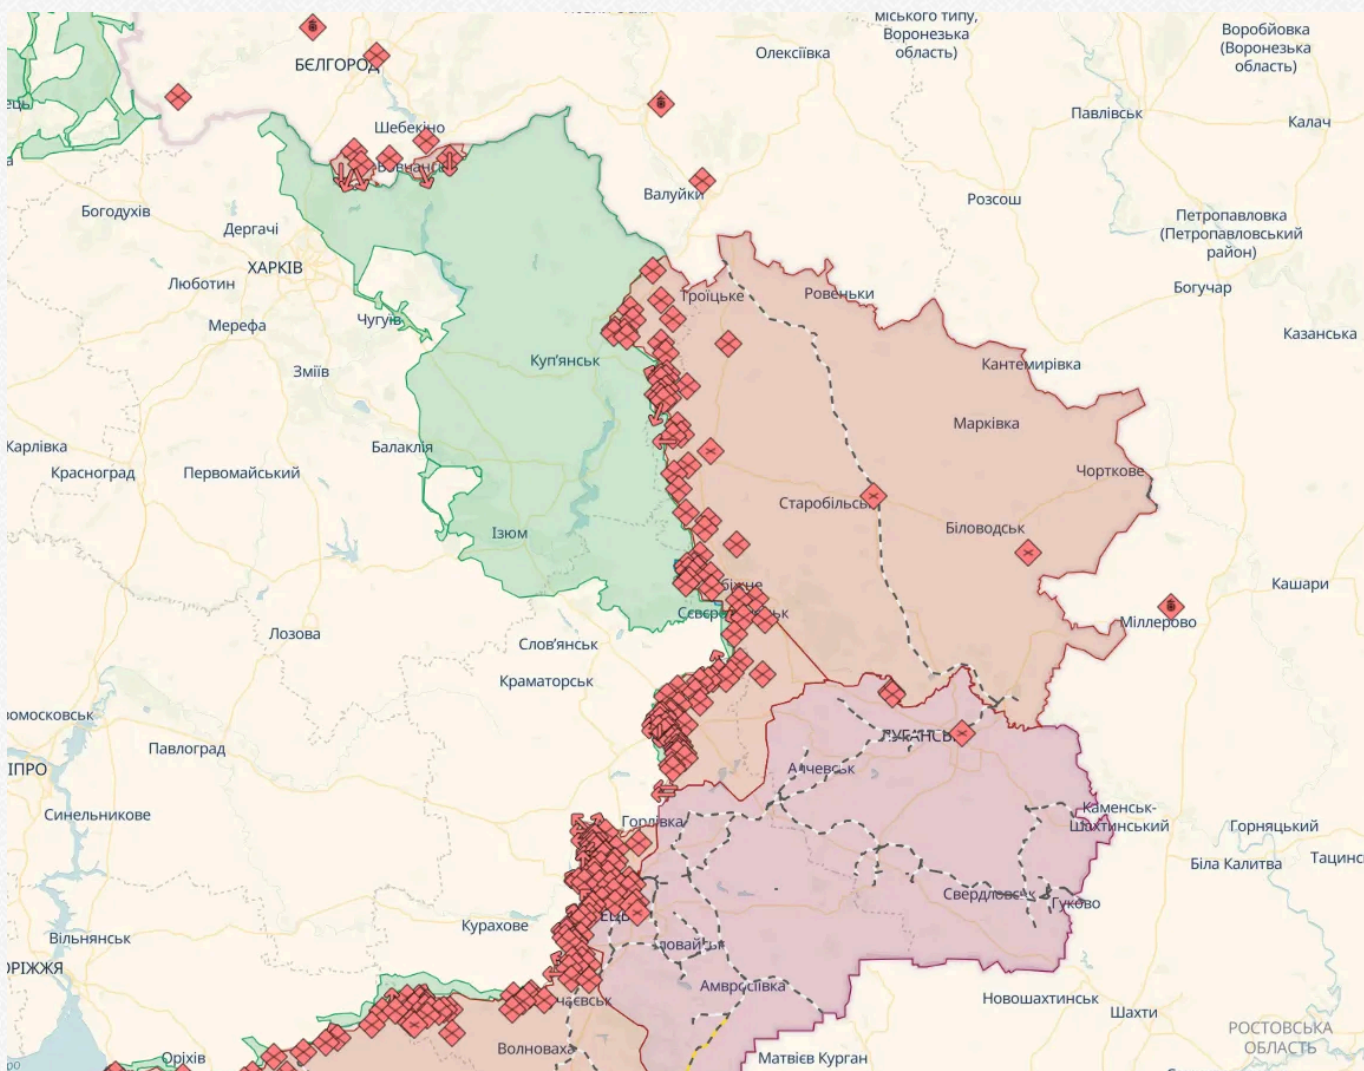 міського типу,
Воронезька
область)
Воробйовка
(Воронезька
область)
Олексіївка
БЄЛГОРОД
Павлівськ
Калач
Шебекіно
Валуйки
Розсош
Богодухів
Дергачі
Петропавловка
(Петропавловський
район)
ХАРКІВ
Люботин
Троїцьке
Ровеньки
Богучар
Мерефа
Чугуїв
Казанська
Куп'янськ
Кантемирівка
Зміїв
Марківка
Карлівка
Балаклія
Красноград
Первомайський
Чорткове
Старобільськ
Ізюм
Біловодськ
Кашари
Міллерово
Лозова
Слов'янськ
Краматорськ
Павлоград
Алчевськ
Синельникове
Горлівка
Каменськ-
Шахтинський
Горняцький
Біла Калитва
Свердловськ
Гуково
Курахове
Вільнянськ
Амвросіївка
Новошахтинськ
Шахти
РОСТОВСЬКА
ОБЛАСТЬ
Волноваха
Оріхів
Матвієв Курган